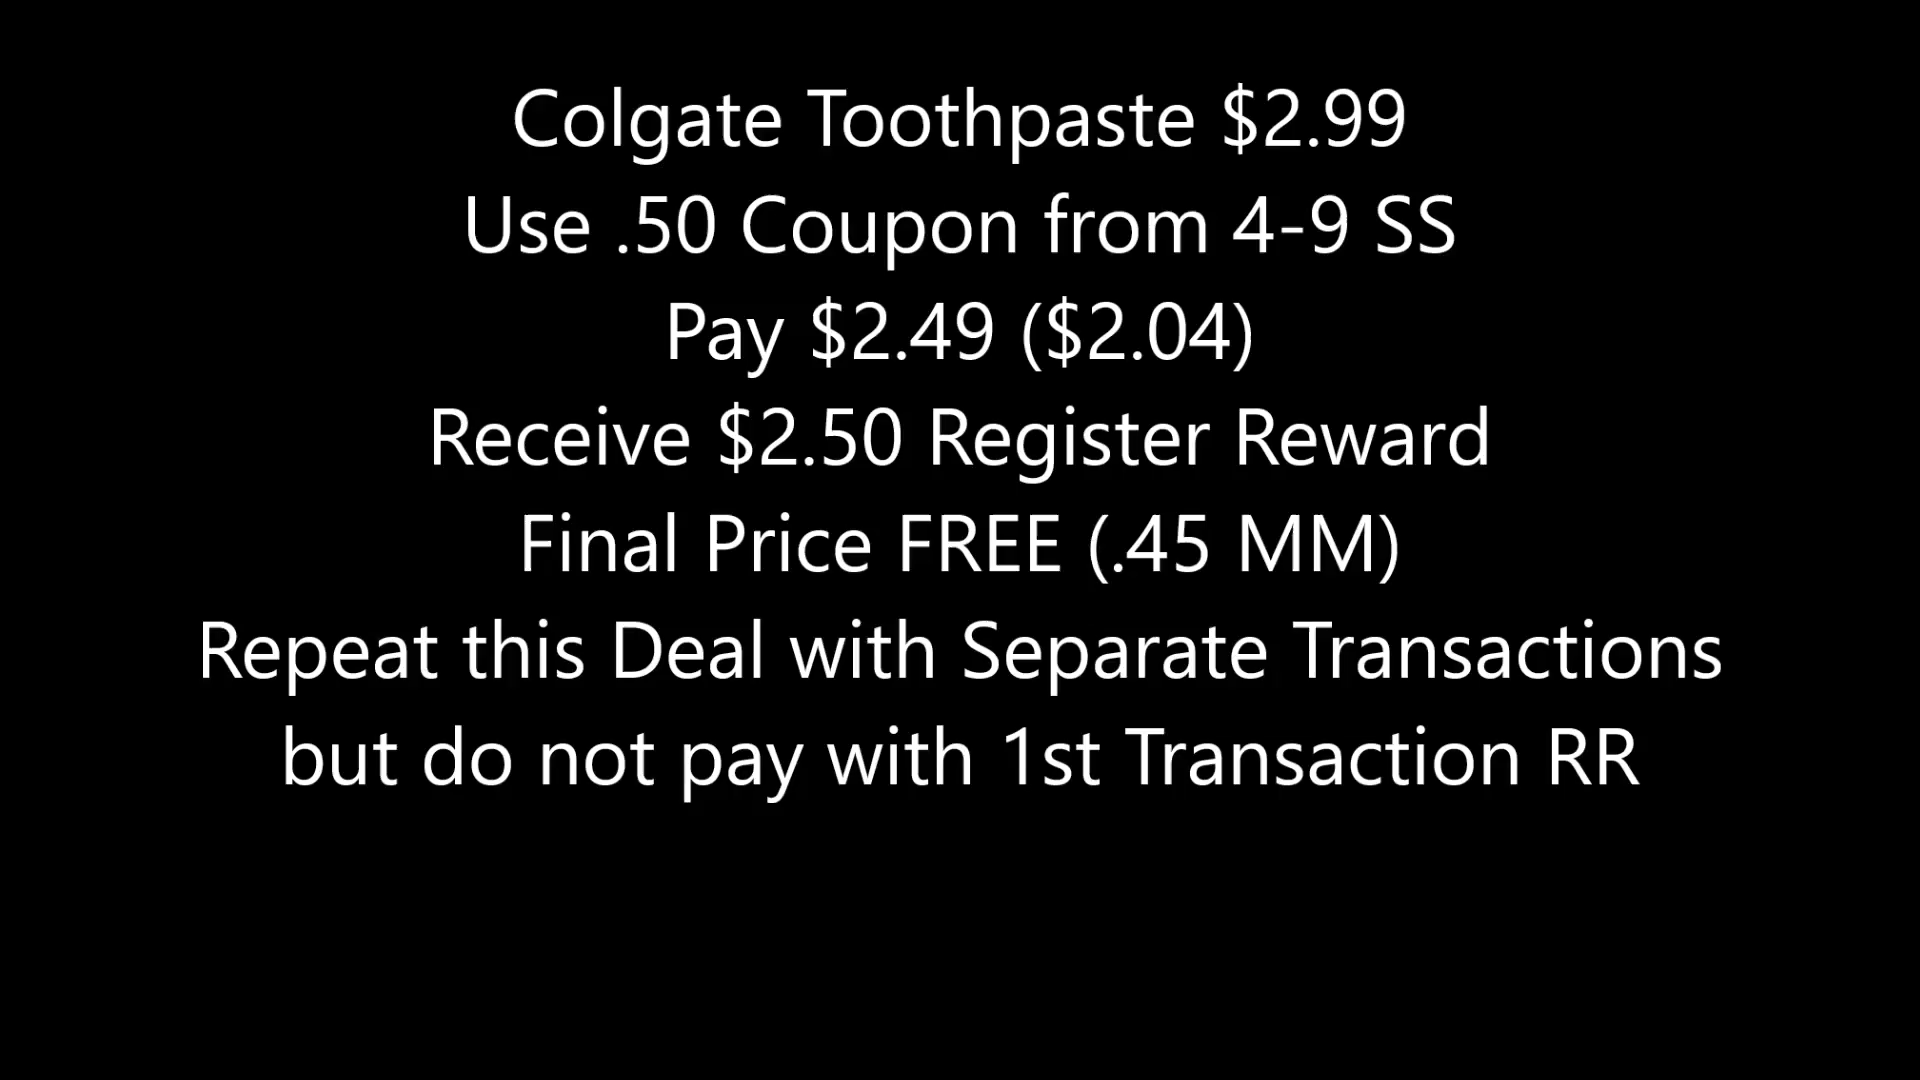 Colgate Toothpaste $2.99
Use .50 Coupon from 4-9 SS
Pay $2.49 ($2.04)
Receive $2.50 Register Reward
Final Price FREE (.45 MM)
Repeat this Deal with Separate Transactions
but do not pay with 1st Transaction RR